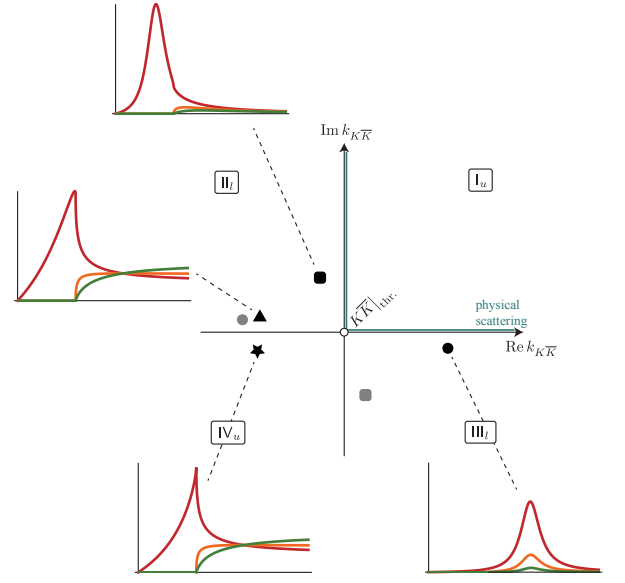 Im k_{K\overline{K}}
II_l
I_u
K\overline{K}|_{thr.}
physical
scattering
Re k_{K\overline{K}}
IV_u
III_l